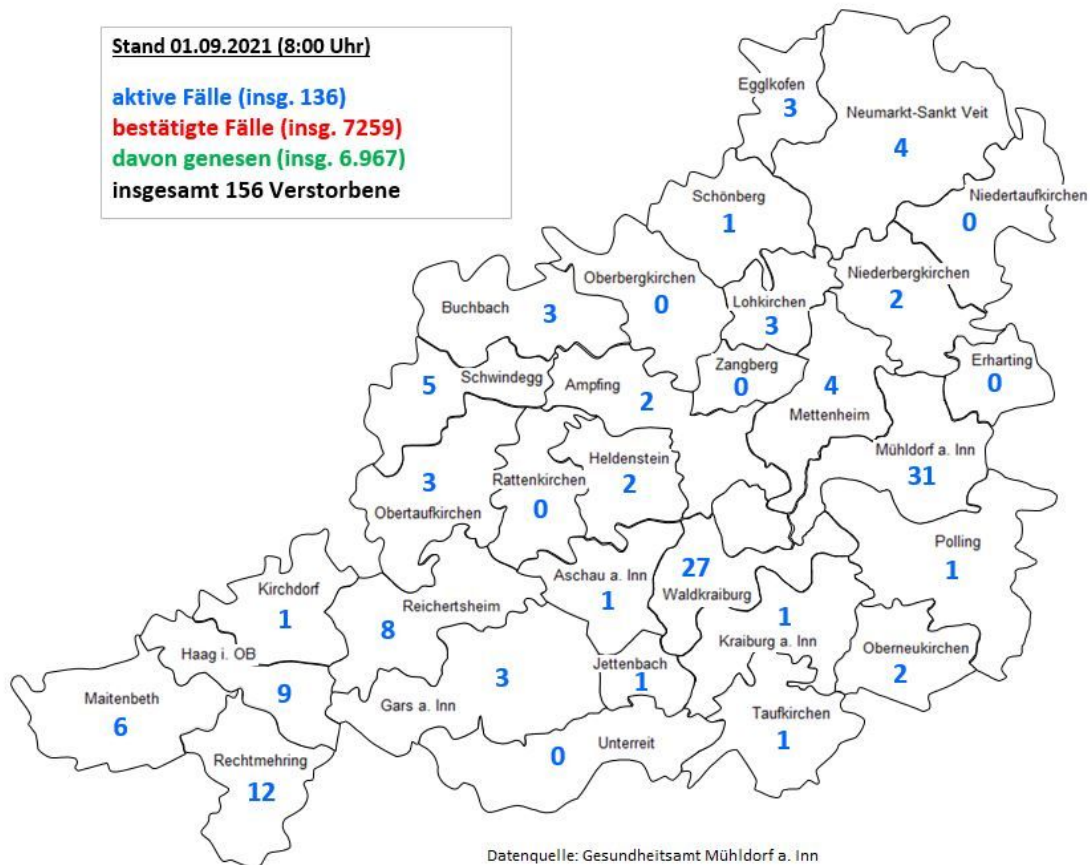 Stand 01.09.2021 (8:00 Uhr)
aktive Fälle (insg. 136)
bestätigte Fälle (insg. 7259)
davon genesen (insg. 6.967)
insgesamt 156 Verstorbene
Egglkofen
3
Neumarkt-Sankt Veit
4
Schönberg
1
Niedertaufkirchen
0
Oberbergkirchen
0
Niederbergkirchen
2
Buchbach
3
Lohkirchen
3
Schwindegg
5
Ampfing
2
Zangberg
0
4
Mettenheim
Erharting
0
Mühldorf a. Inn
31
3
Obertaufkirchen
Rattenkirchen
0
Heldenstein
2
Polling
1
Aschau a. Inn
1
27
Waldkraiburg
Kirchdorf
1
Reichertsheim
8
1
Kraiburg a. Inn
Haag i. OB
9
Oberneukirchen
2
Jettenbach
1
Maitenbeth
6
Gars a. Inn
3
Taufkirchen
1
Unterreit
0
Rechtmehring
12
Datenquelle: Gesundheitsamt Mühldorf a. Inn